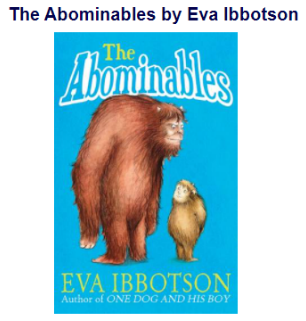 The Abominables by Eva Ibbotson
The
Abominables
EVA IBBOTSON
Author of ONE DOG AND HIS BOY